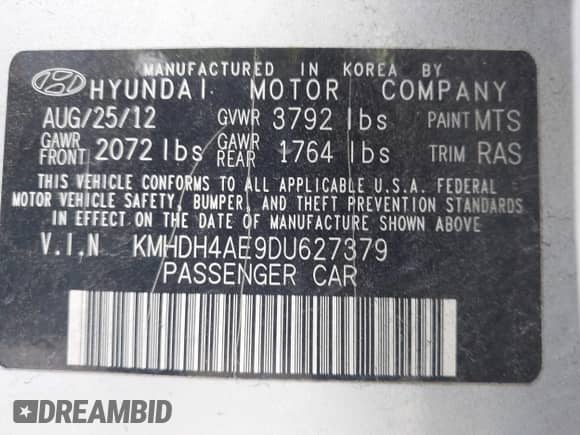 MANUFACTURED IN KOREA BY
HYUNDAI MOTOR COMPANY
AUG/25/12 GVWR 3792 lbs PAINT MTS
GAWR FRONT 2072 lbs GAWR REAR 1764 lbs TRIM RAS
THIS VEHICLE CONFORMS TO ALL APPLICABLE U.S.A. FEDERAL
MOTOR VEHICLE SAFETY, BUMPER, AND THEFT PREVENTION STANDARDS
IN EFFECT ON THE DATE OF MANUFACTURE SHOWN ABOVE
V.I.N KMHDH4AE9DU627379
PASSENGER CAR
DREAMBID